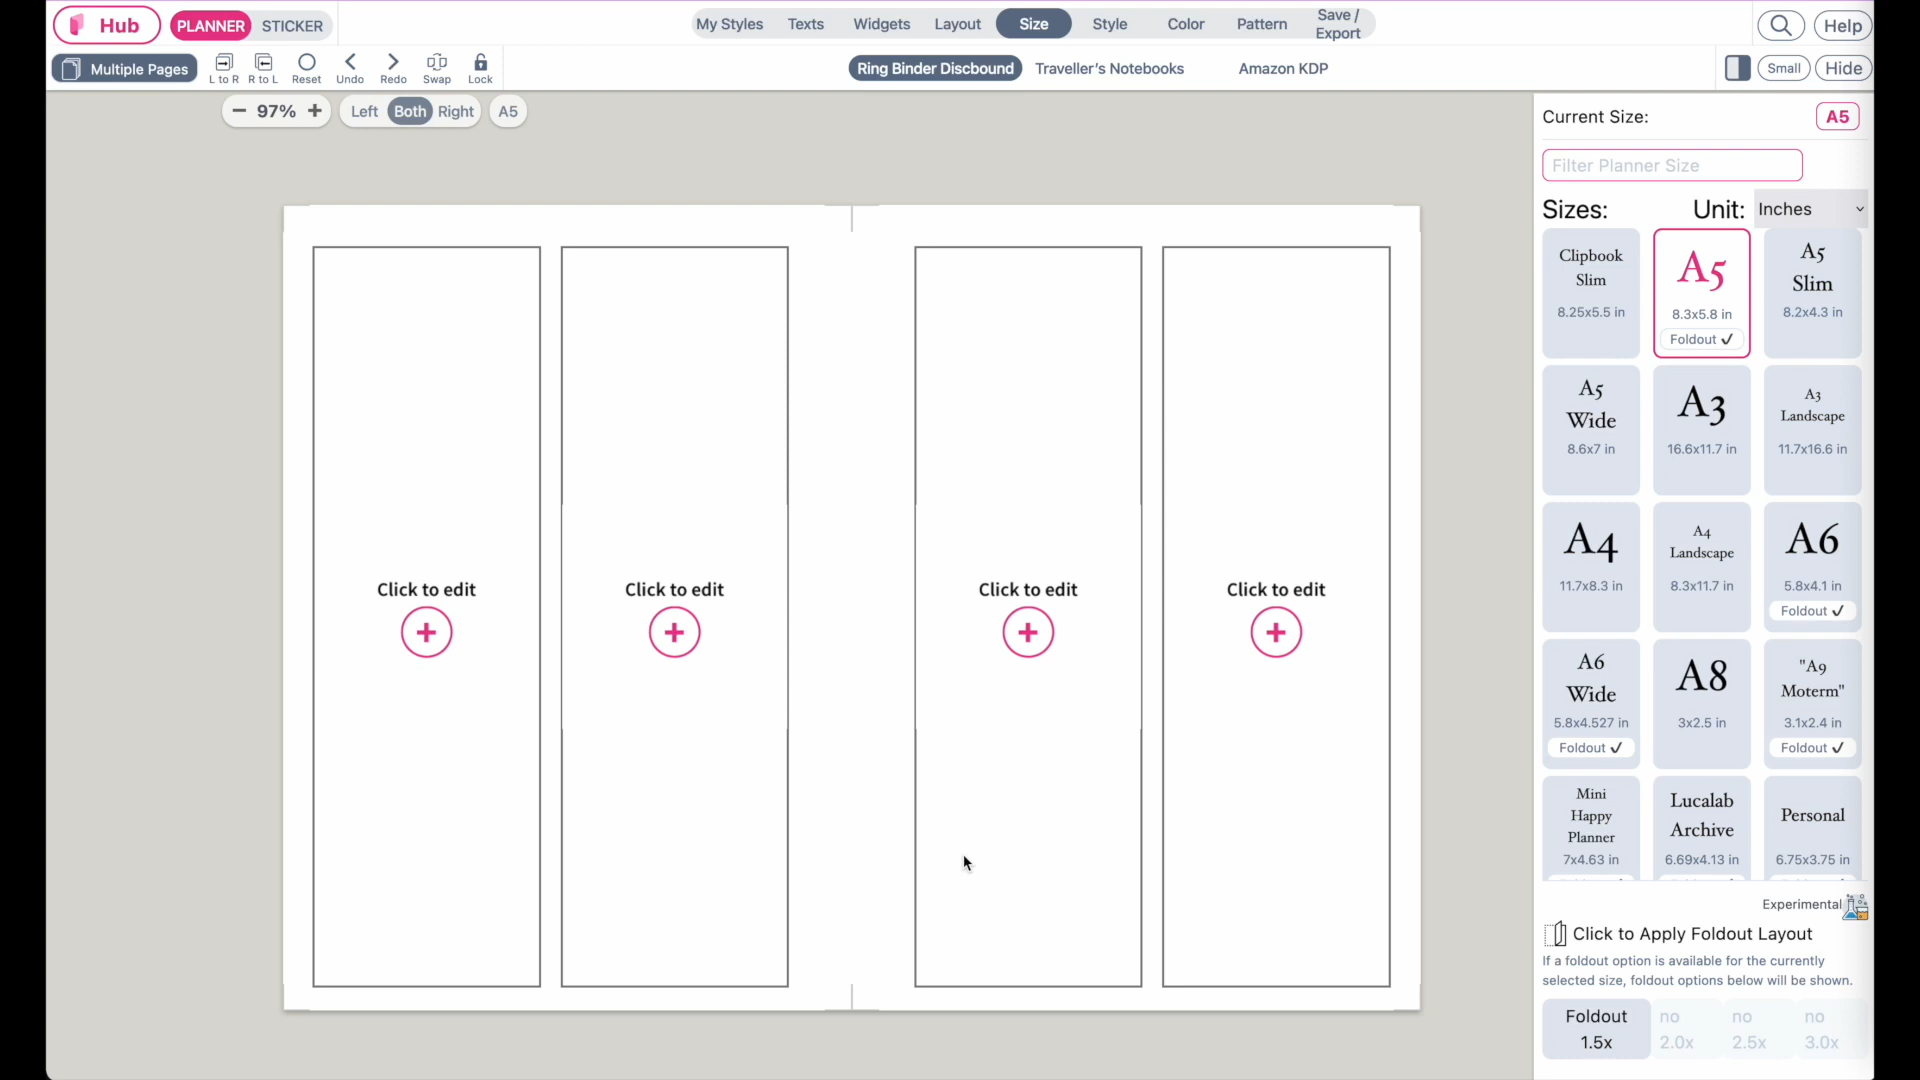 Hub
PLANNER
STICKER
My Styles
Texts
Widgets
Layout
Size
Style
Color
Pattern
Save /
Export
Help
Multiple Pages
L to R
R to L
Reset
Undo
Redo
Swap
Lock
Ring Binder Discbound
Traveller's Notebooks
Amazon KDP
Small
Hide
97%
Left
Both
Right
A5
Current Size:
A5
Filter Planner Size
Sizes:
Unit:
Inches
Clipbook
Slim
8.25x5.5 in
A5
8.3x5.8 in
Foldout ✓
A5
Slim
8.2x4.3 in
A5
Wide
8.6x7 in
A3
16.6x11.7 in
A3
Landscape
11.7x16.6 in
A4
11.7x8.3 in
A4
Landscape
8.3x11.7 in
A6
5.8x4.1 in
Foldout ✓
A6
Wide
5.8x4.527 in
Foldout ✓
A8
3x2.5 in
"A9
Moterm"
3.1x2.4 in
Foldout ✓
Mini
Happy
Planner
7x4.63 in
Lucalab
Archive
6.69x4.13 in
Personal
6.75x3.75 in
Click to edit
Click to edit
Click to edit
Click to edit
Experimental
Click to Apply Foldout Layout
If a foldout option is available for the currently
selected size, foldout options below will be shown.
Foldout
1.5x
no
2.0x
no
2.5x
no
3.0x